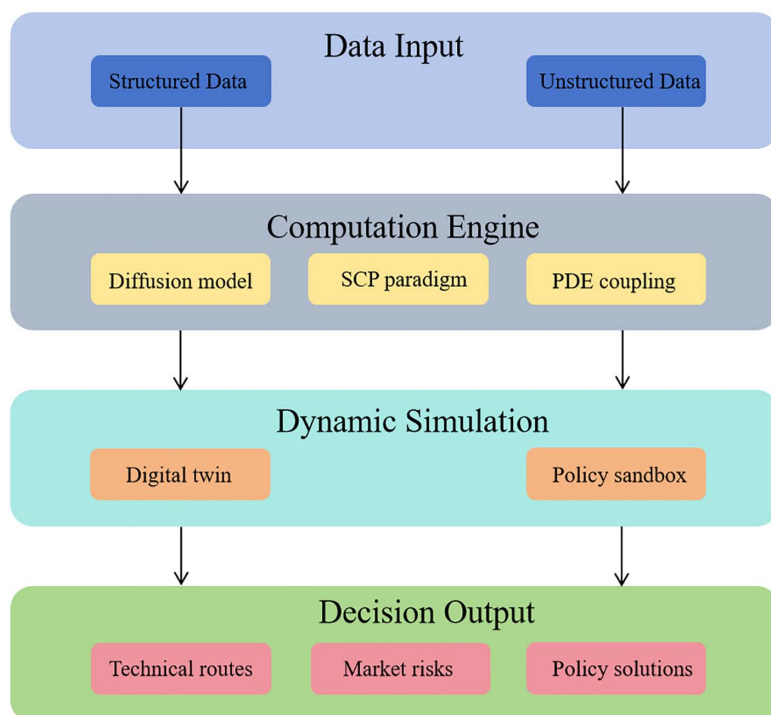 Data Input
Structured Data
Unstructured Data
Computation Engine
Diffusion model
SCP paradigm
PDE coupling
Dynamic Simulation
Digital twin
Policy sandbox
Decision Output
Technical routes
Market risks
Policy solutions